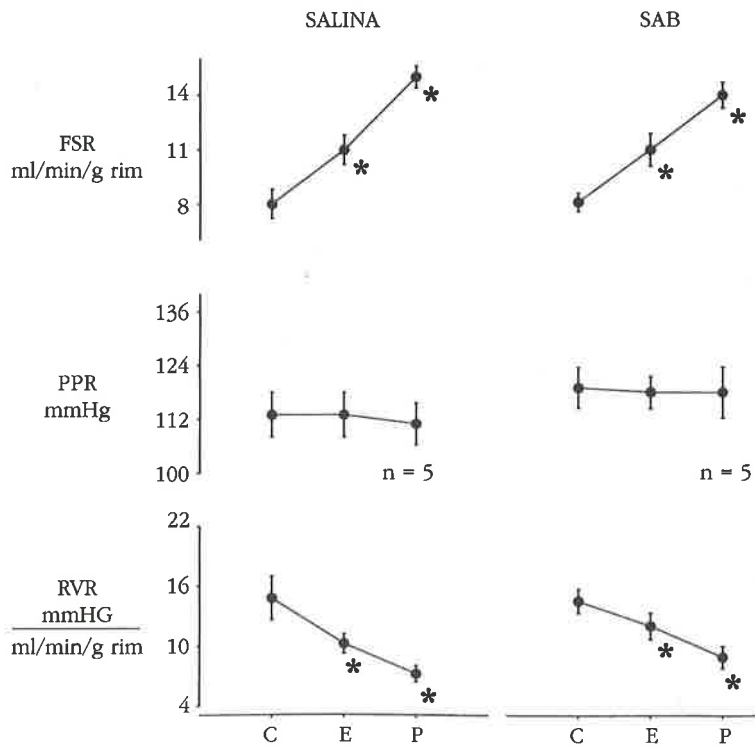 SALINA SAB
14
FSR
ml/min/g rim
11
8
*
*
*
*
136
124
PPR
mmHg
112
100
n = 5 n = 5
22
RVR
16
mmHG
ml/min/g rim
10
4
*
*
*
*
C E P C E P